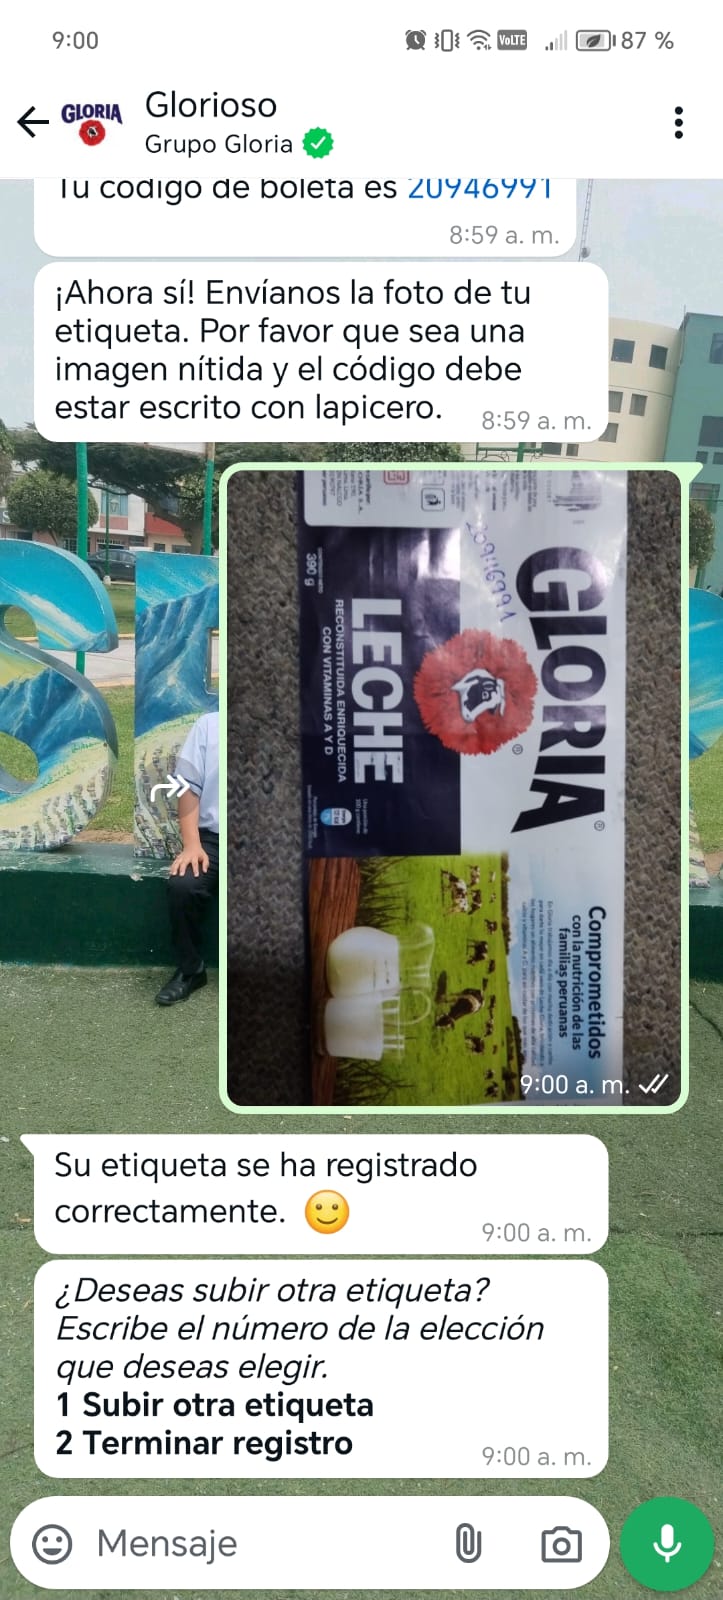 9:00
VoLTE
87 %
GLORIA
Glorioso
Grupo Gloria
Tu código de boleta es 20946991
8:59 a. m.
¡Ahora sí! Envíanos la foto de tu
etiqueta. Por favor que sea una
imagen nítida y el código debe
estar escrito con lapicero.
8:59 a. m.
20946991
GLORIA
®
®
390 g
LECHE
RECONSTITUIDA ENRIQUECIDA
CON VITAMINAS A Y D
Comprometidos
con la nutrición de las
familias peruanas
9:00 a. m.
Su etiqueta se ha registrado
correctamente. 🙂
9:00 a. m.
¿Deseas subir otra etiqueta?
Escribe el número de la elección
que deseas elegir.
1 Subir otra etiqueta
2 Terminar registro
9:00 a. m.
Mensaje